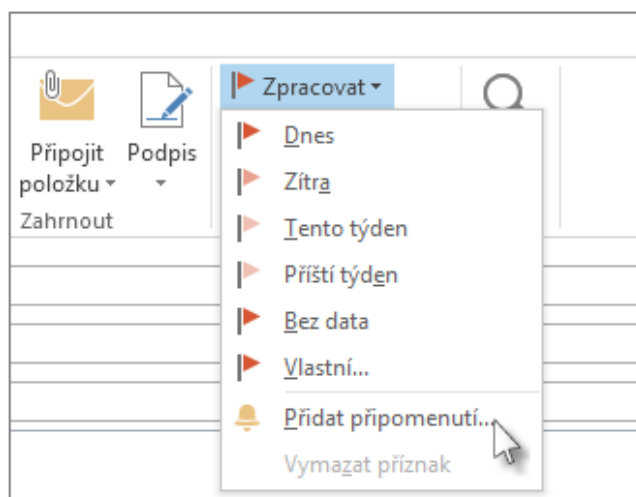 Připojit
položku
Podpis
Zahrnout
Zpracovat
Dnes
Zítra
Tento týden
Příští týden
Bez data
Vlastní...
Přidat připomenutí...
Vymazat příznak